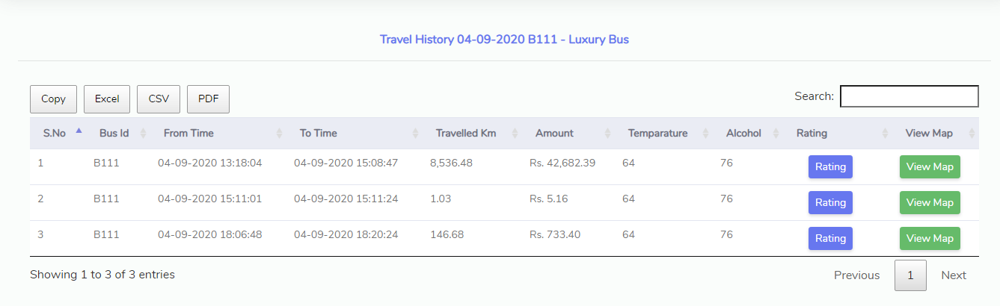 Travel History 04-09-2020 B111 - Luxury Bus
Copy Excel CSV PDF Search:
S.No Bus Id From Time To Time Travelled Km Amount Temparature Alcohol Rating View Map
1 B111 04-09-2020 13:18:04 04-09-2020 15:08:47 8,536.48 Rs. 42,682.39 64 76 Rating View Map
2 B111 04-09-2020 15:11:01 04-09-2020 15:11:24 1.03 Rs. 5.16 64 76 Rating View Map
3 B111 04-09-2020 18:06:48 04-09-2020 18:20:24 146.68 Rs. 733.40 64 76 Rating View Map
Showing 1 to 3 of 3 entries Previous 1 Next